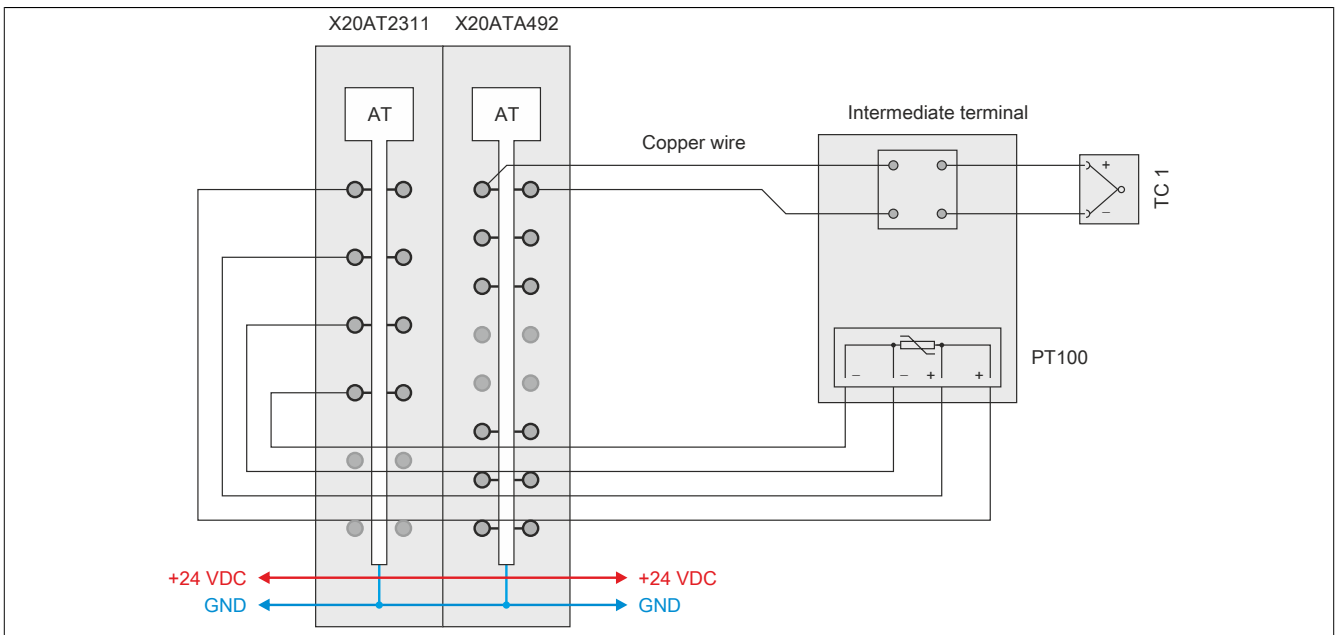 X20AT2311 X20ATA492
AT AT
Intermediate terminal
Copper wire
+
−
TC 1
PT100
− − + +
+24 VDC +24 VDC
GND GND